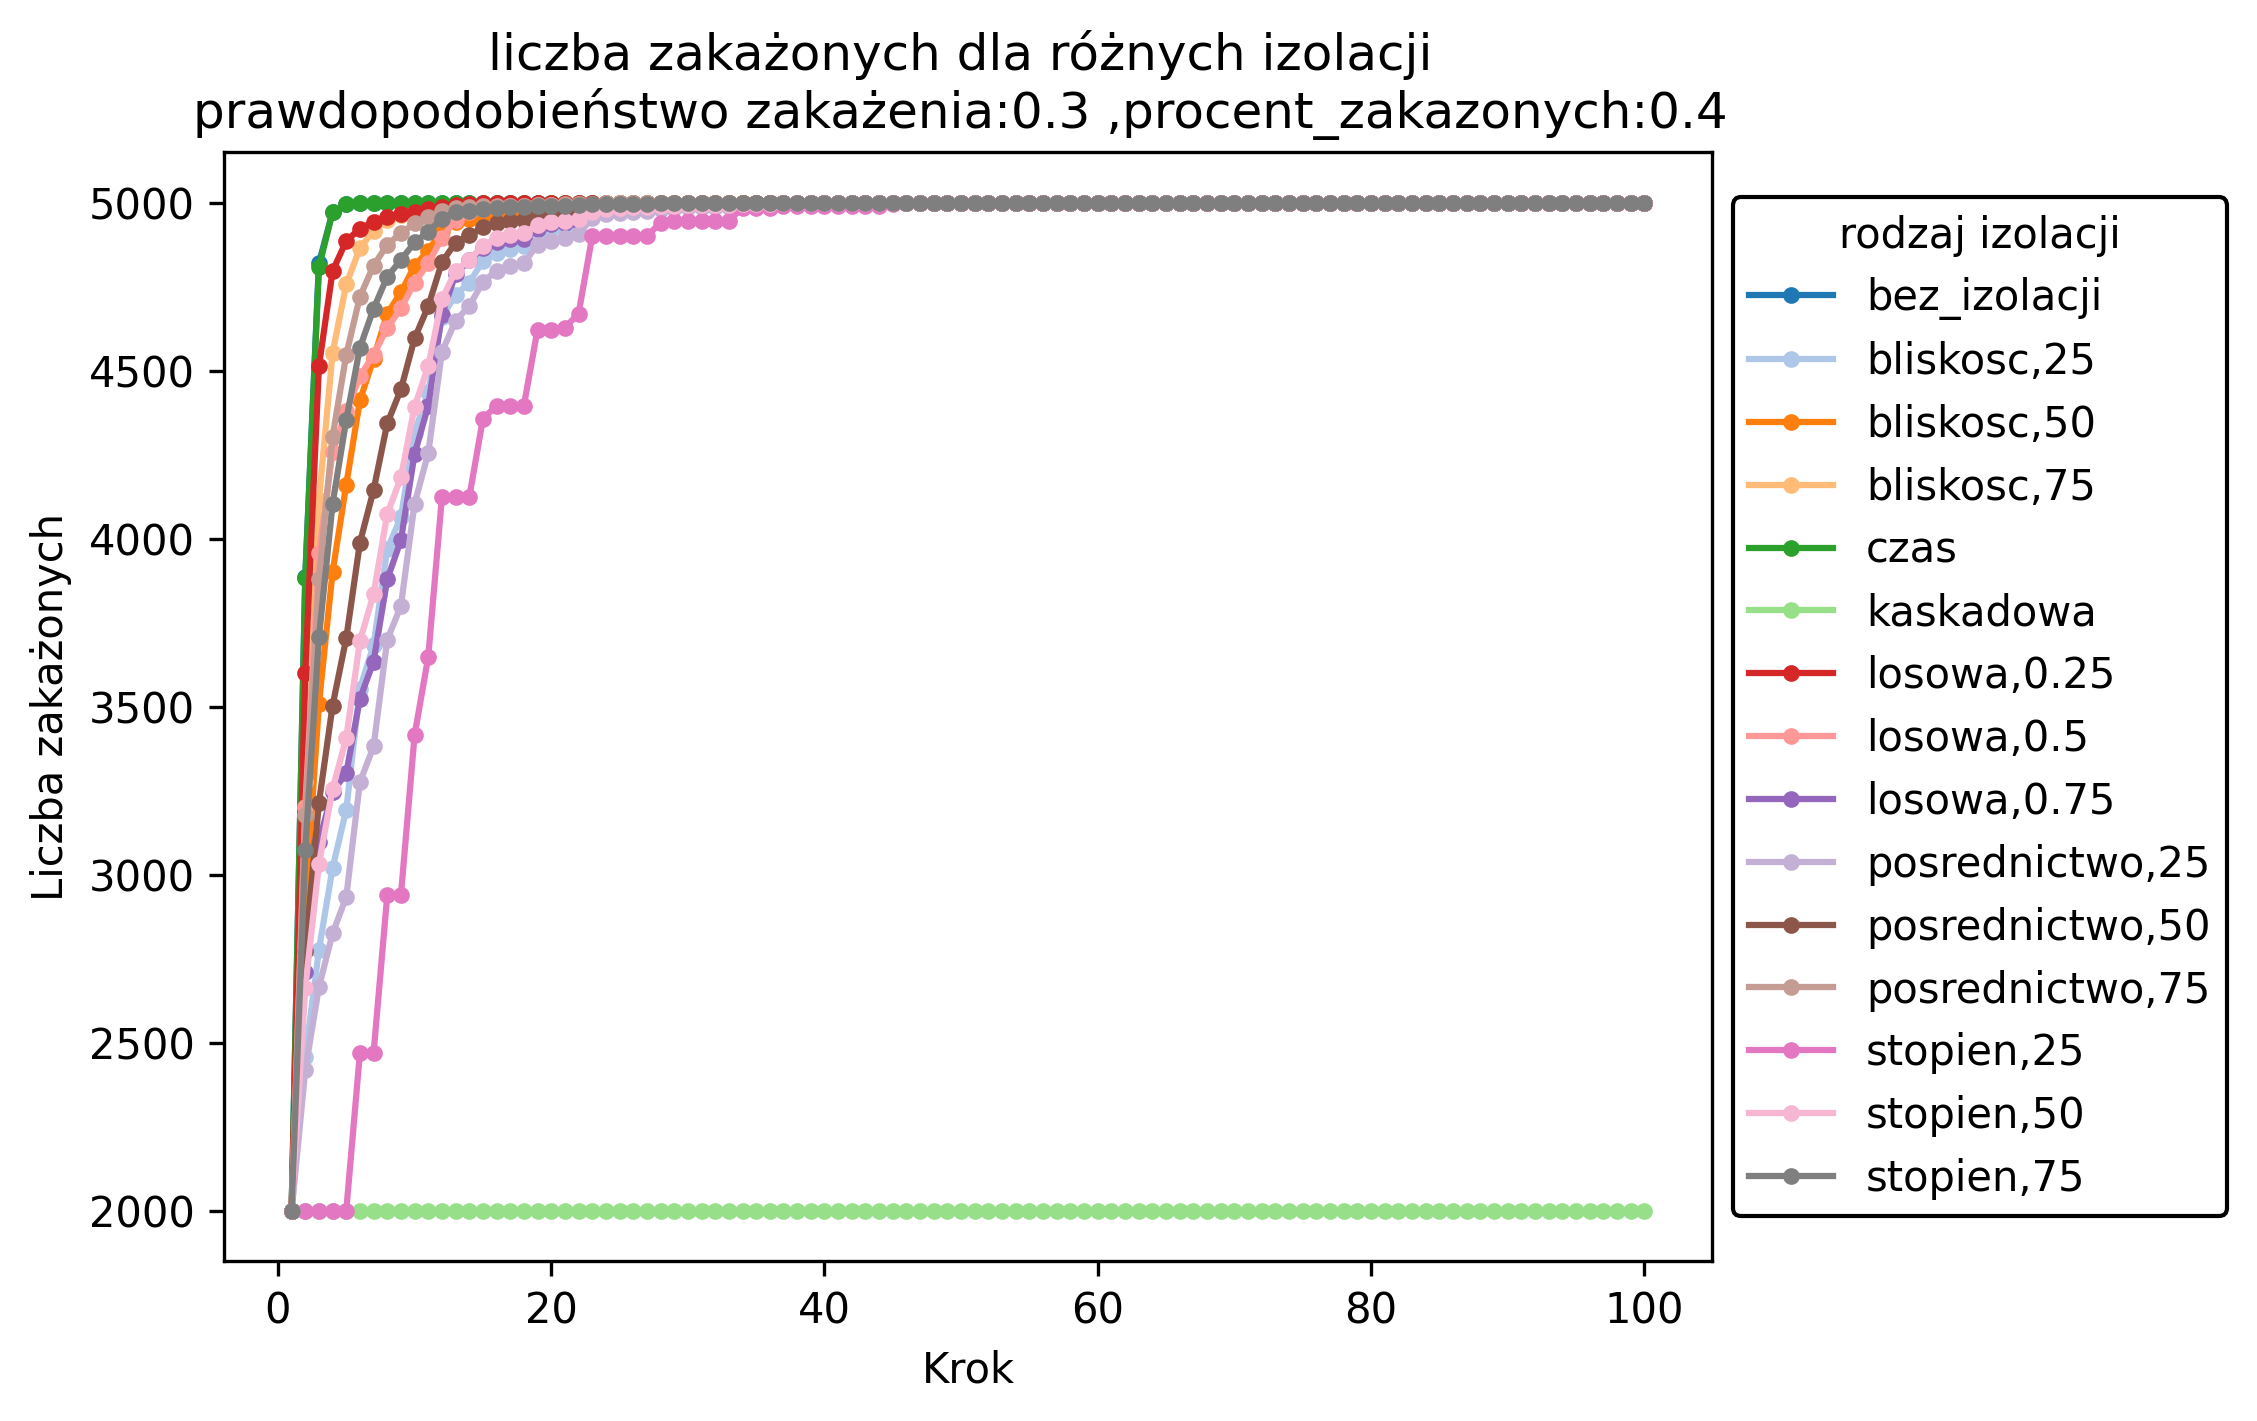 liczba zakażonych dla różnych izolacji
prawdopodobieństwo zakażenia:0.3 ,procent_zakazonych:0.4
Liczba zakażonych
5000
4500
4000
3500
3000
2500
2000
0
20
40
60
80
100
Krok
rodzaj izolacji
bez_izolacji
bliskosc,25
bliskosc,50
bliskosc,75
czas
kaskadowa
losowa,0.25
losowa,0.5
losowa,0.75
posrednictwo,25
posrednictwo,50
posrednictwo,75
stopien,25
stopien,50
stopien,75